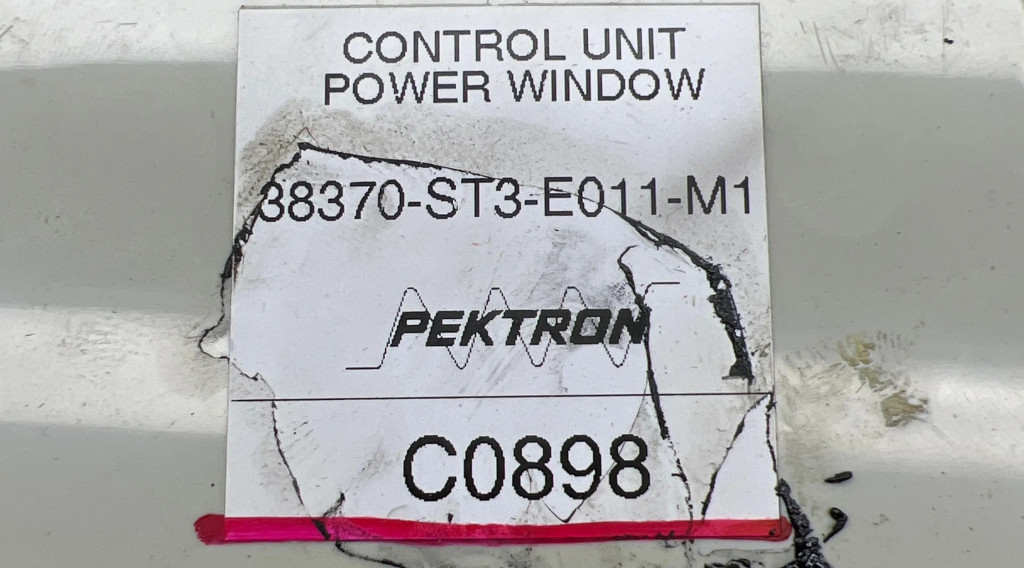 CONTROL UNIT
POWER WINDOW
38370-ST3-E011-M1
PEKTRON
C0898